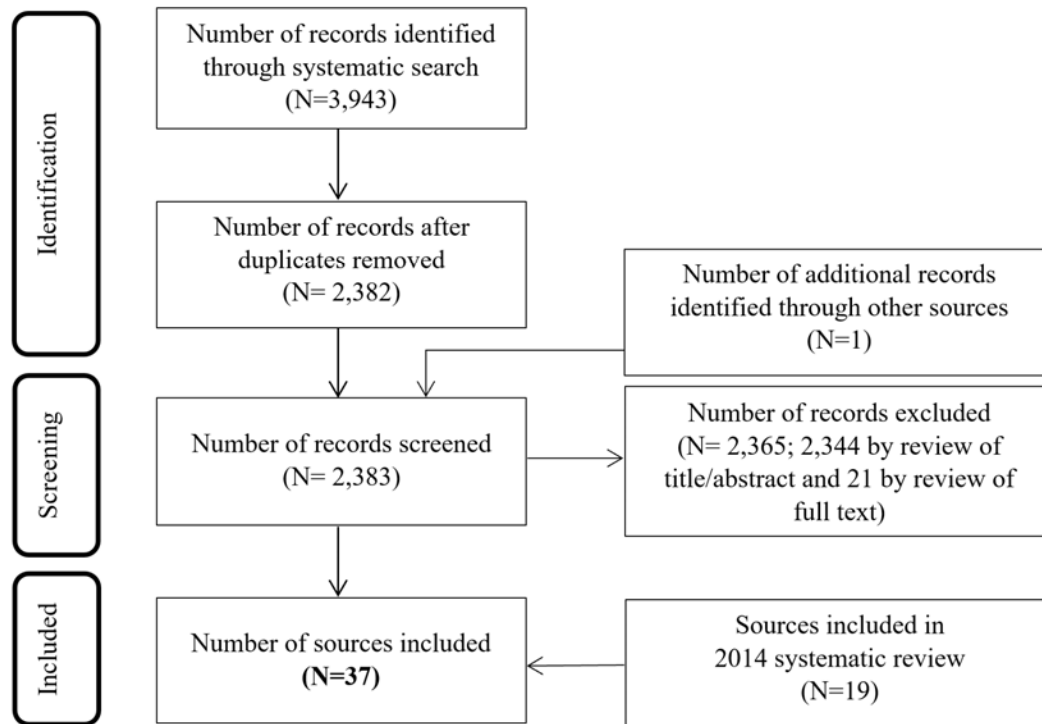 Identification
Number of records identified
through systematic search
(N=3,943)
Number of records after
duplicates removed
(N= 2,382)
Number of additional records
identified through other sources
(N=1)
Screening
Number of records screened
(N= 2,383)
Number of records excluded
(N= 2,365; 2,344 by review of
title/abstract and 21 by review of
full text)
Included
Number of sources included
(N=37)
Sources included in
2014 systematic review
(N=19)